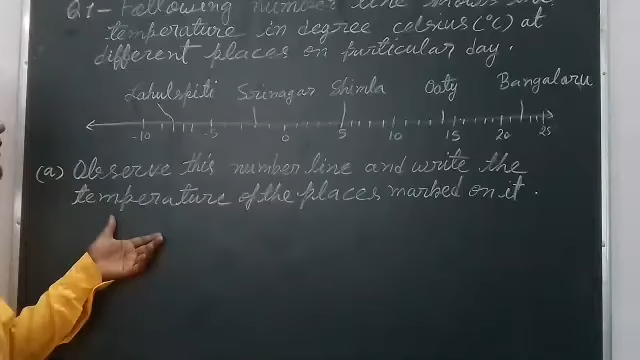 Q1- Following number line shows the
temperature in degree celsius (°C) at
different places on particular day.
Lahulspiti Srinagar Shimla Ooty Bangaluru
-10 -5 0 5 10 15 20 25
(a) Observe this number line and write the
temperature of the places marked on it.